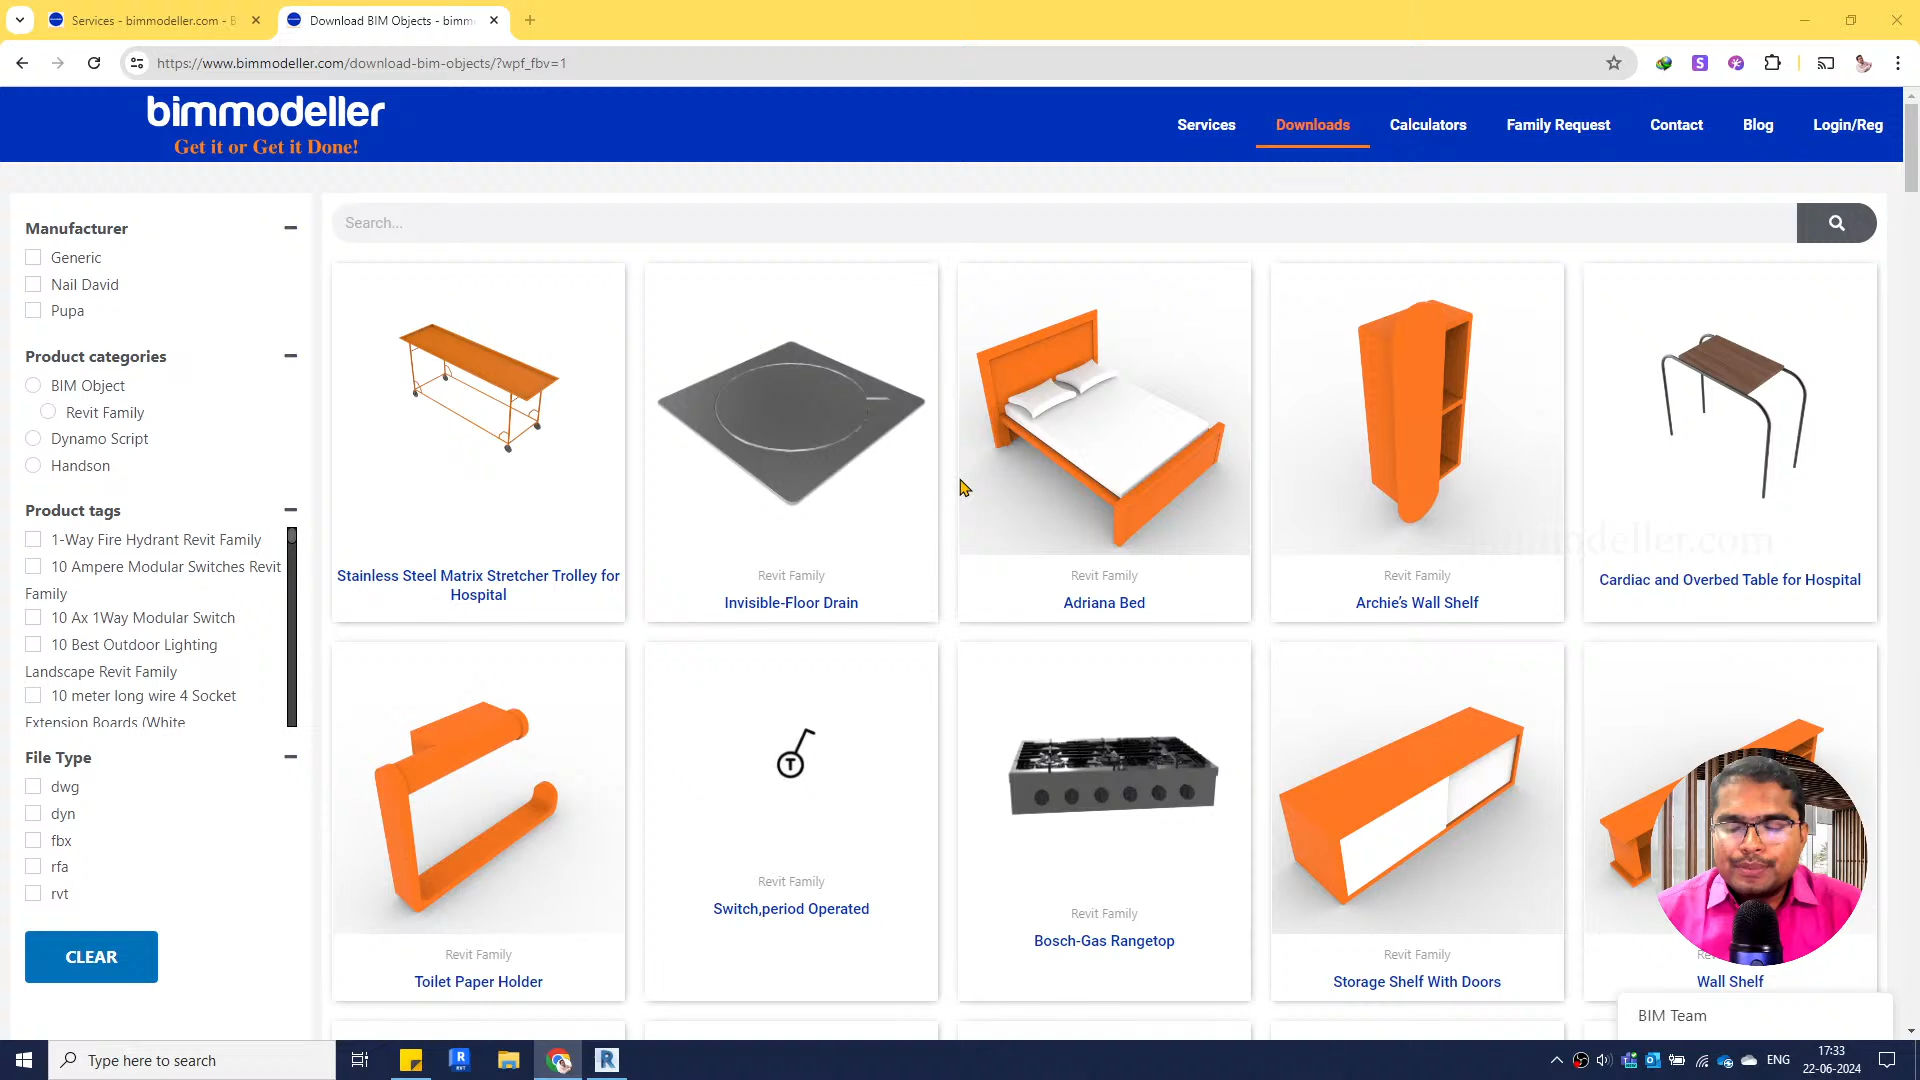 Services - bimmodeller.com - B
Download BIM Objects - bimm
https://www.bimmodeller.com/download-bim-objects/?wpf_fbv=1
bimmodeller
Get it or Get it Done!
Services
Downloads
Calculators
Family Request
Contact
Blog
Login/Reg
Manufacturer
Generic
Nail David
Pupa
Product categories
BIM Object
Revit Family
Dynamo Script
Handson
Product tags
1-Way Fire Hydrant Revit Family
10 Ampere Modular Switches Revit
Family
10 Ax 1Way Modular Switch
10 Best Outdoor Lighting
Landscape Revit Family
10 meter long wire 4 Socket
Extension Boards (White
File Type
dwg
dyn
fbx
rfa
rvt
CLEAR
Search...
Stainless Steel Matrix Stretcher Trolley for
Hospital
Revit Family
Invisible-Floor Drain
Revit Family
Adriana Bed
Revit Family
Archie's Wall Shelf
Cardiac and Overbed Table for Hospital
Revit Family
Toilet Paper Holder
T
Revit Family
Switch,period Operated
Revit Family
Bosch-Gas Rangetop
Revit Family
Storage Shelf With Doors
Wall Shelf
BIM Team
Type here to search
ENG
17:33
22-06-2024